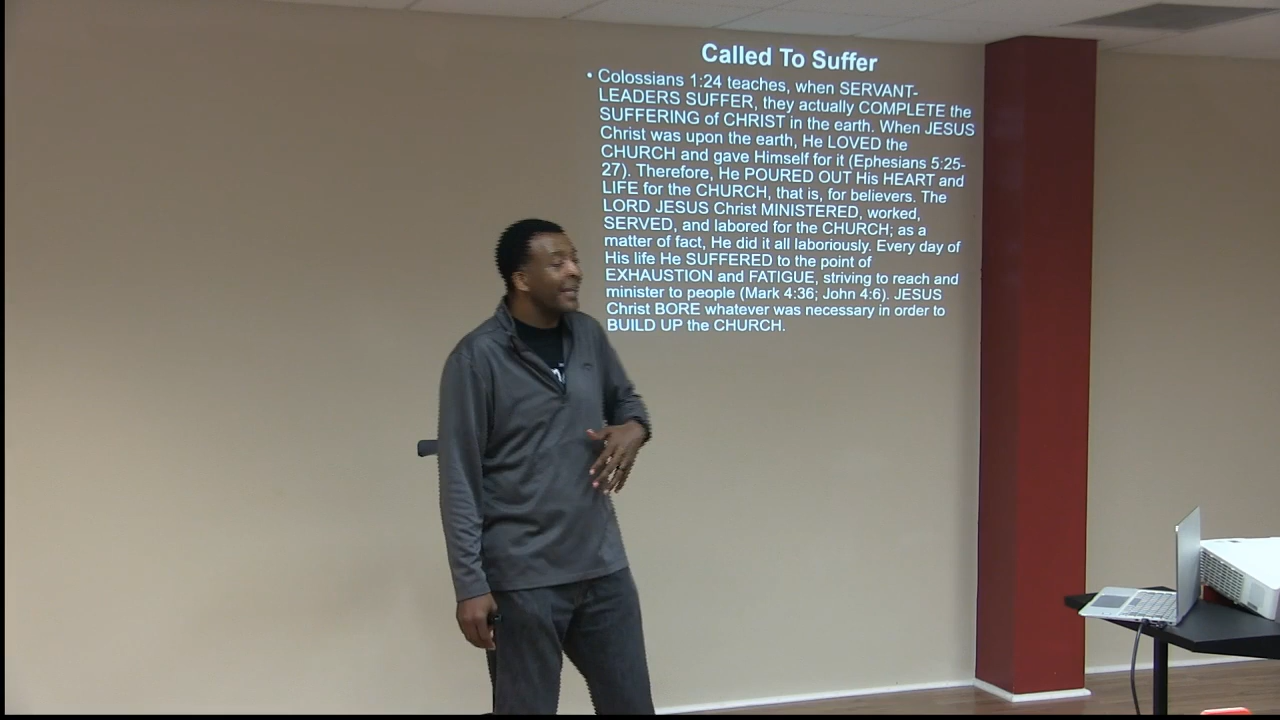 Called To Suffer
• Colossians 1:24 teaches, when SERVANT-
LEADERS SUFFER, they actually COMPLETE the
SUFFERING of CHRIST in the earth. When JESUS
Christ was upon the earth, He LOVED the
CHURCH and gave Himself for it (Ephesians 5:25-
27). Therefore, He POURED OUT His HEART and
LIFE for the CHURCH, that is, for believers. The
LORD JESUS Christ MINISTERED, worked,
SERVED, and labored for the CHURCH; as a
matter of fact, He did it all laboriously. Every day of
His life He SUFFERED to the point of
EXHAUSTION and FATIGUE, striving to reach and
minister to people (Mark 4:36; John 4:6). JESUS
Christ BORE whatever was necessary in order to
BUILD UP the CHURCH.